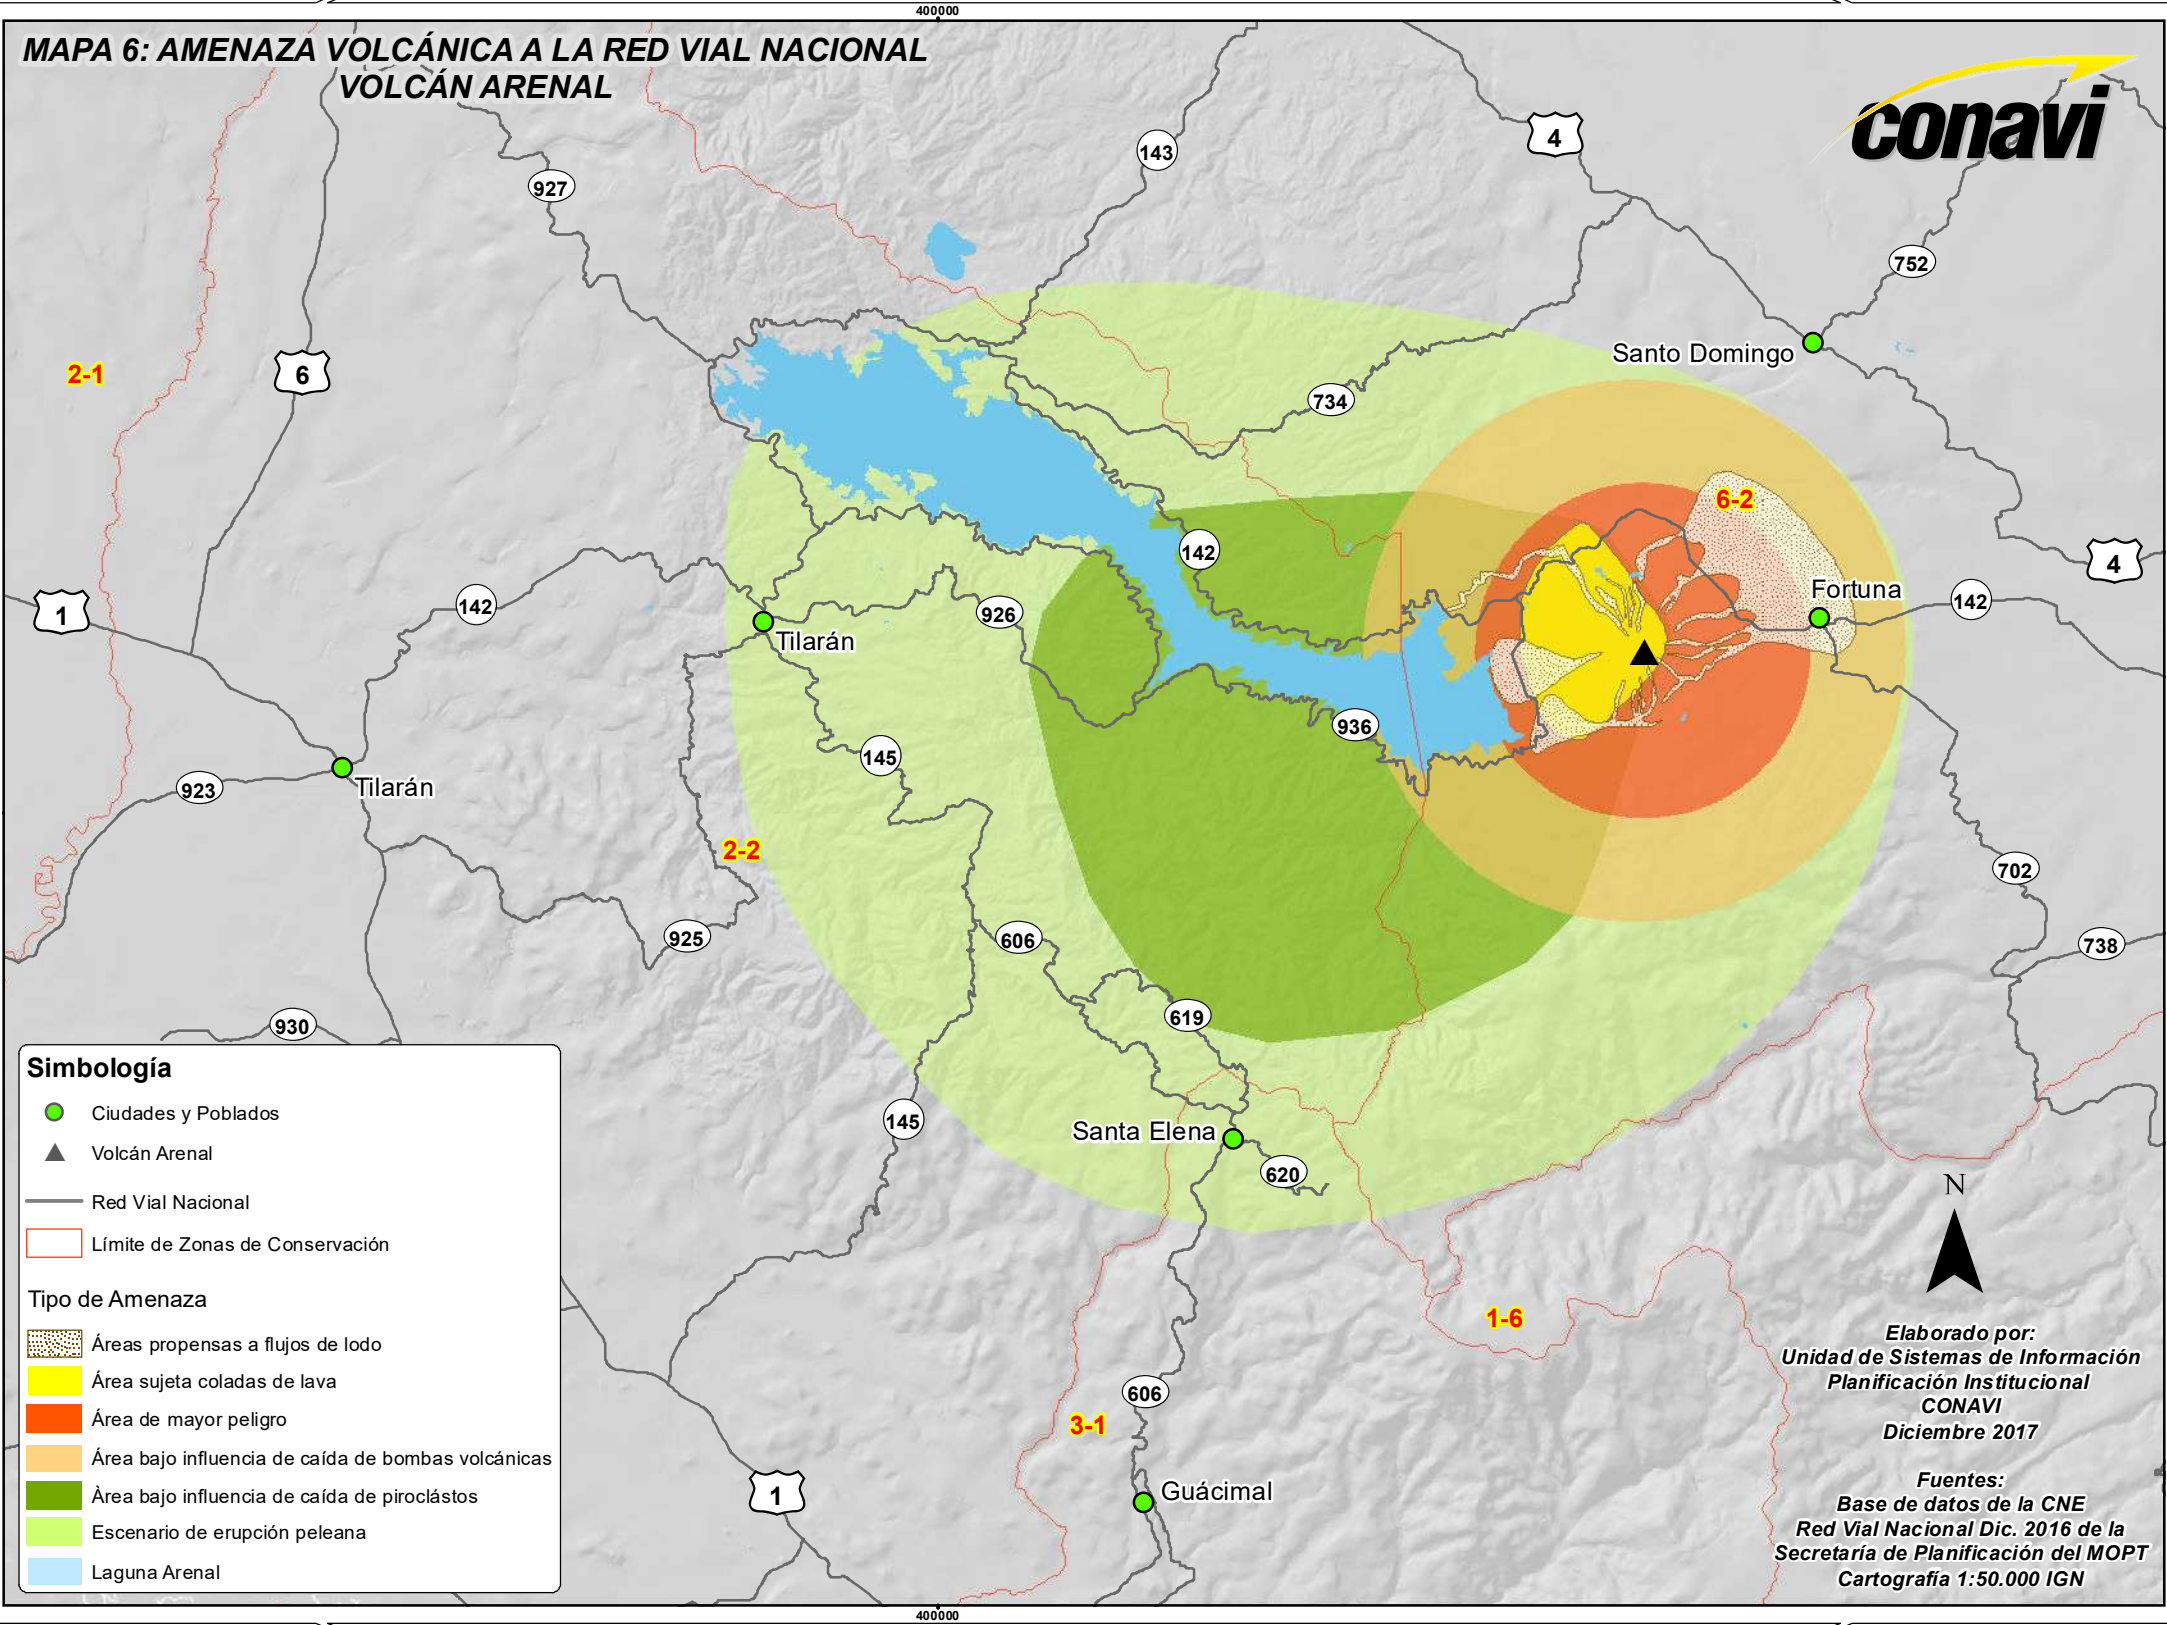 400000
MAPA 6: AMENAZA VOLCÁNICA A LA RED VIAL NACIONAL
VOLCÁN ARENAL
conavi
143
4
927
752
Santo Domingo
2-1
6
734
6-2
142
4
1
142
926
Fortuna
142
Tilarán
936
145
923
Tilarán
2-2
702
925
606
738
619
930
145
Santa Elena
620
1-6
606
3-1
1
Guácimal
Simbología
Ciudades y Poblados
Volcán Arenal
Red Vial Nacional
Límite de Zonas de Conservación
Tipo de Amenaza
Áreas propensas a flujos de lodo
Área sujeta coladas de lava
Área de mayor peligro
Área bajo influencia de caída de bombas volcánicas
Àrea bajo influencia de caída de piroclástos
Escenario de erupción peleana
Laguna Arenal
N
Elaborado por:
Unidad de Sistemas de Información
Planificación Institucional
CONAVI
Diciembre 2017
Fuentes:
Base de datos de la CNE
Red Vial Nacional Dic. 2016 de la
Secretaría de Planificación del MOPT
Cartografía 1:50.000 IGN
400000